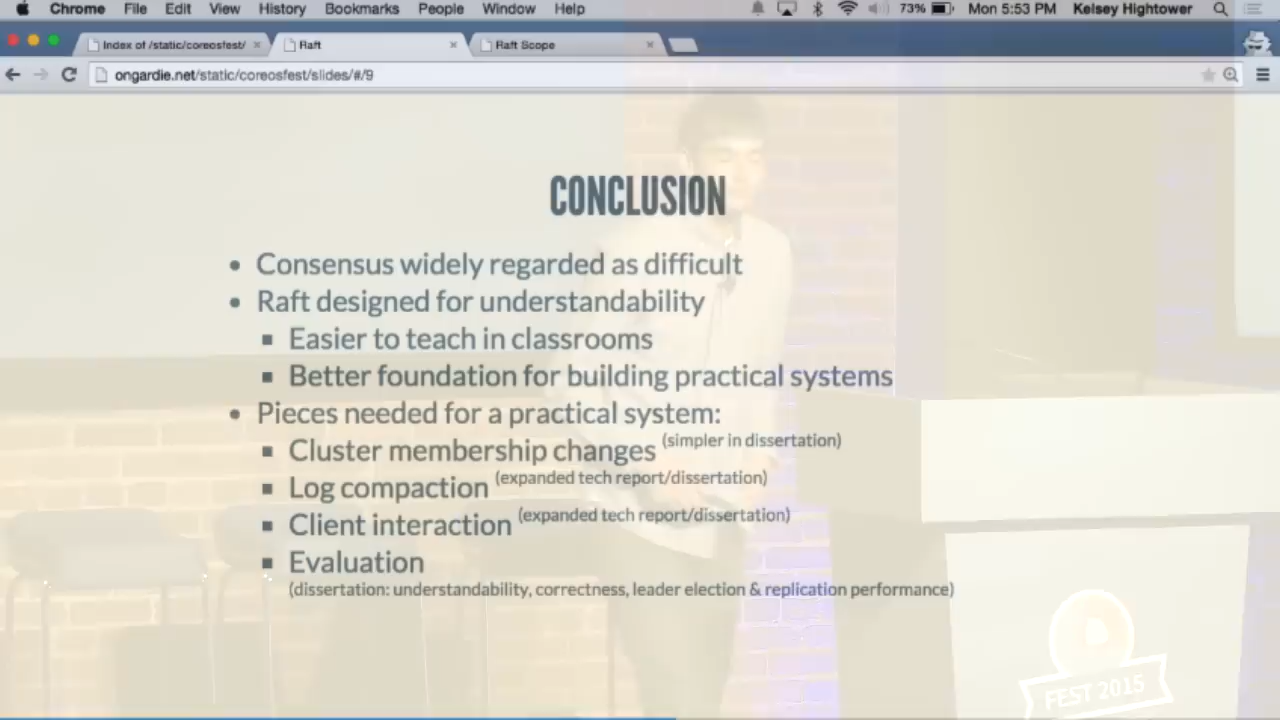 Chrome File Edit View History Bookmarks People Window Help 73% Mon 5:53 PM Kelsey Hightower
Index of /static/coreosfest/ Raft Raft Scope
ongardie.net/static/coreosfest/slides/#/9
CONCLUSION
Consensus widely regarded as difficult
Raft designed for understandability
Easier to teach in classrooms
Better foundation for building practical systems
Pieces needed for a practical system:
Cluster membership changes (simpler in dissertation)
Log compaction (expanded tech report/dissertation)
Client interaction (expanded tech report/dissertation)
Evaluation
(dissertation: understandability, correctness, leader election & replication performance)
FEST 2015